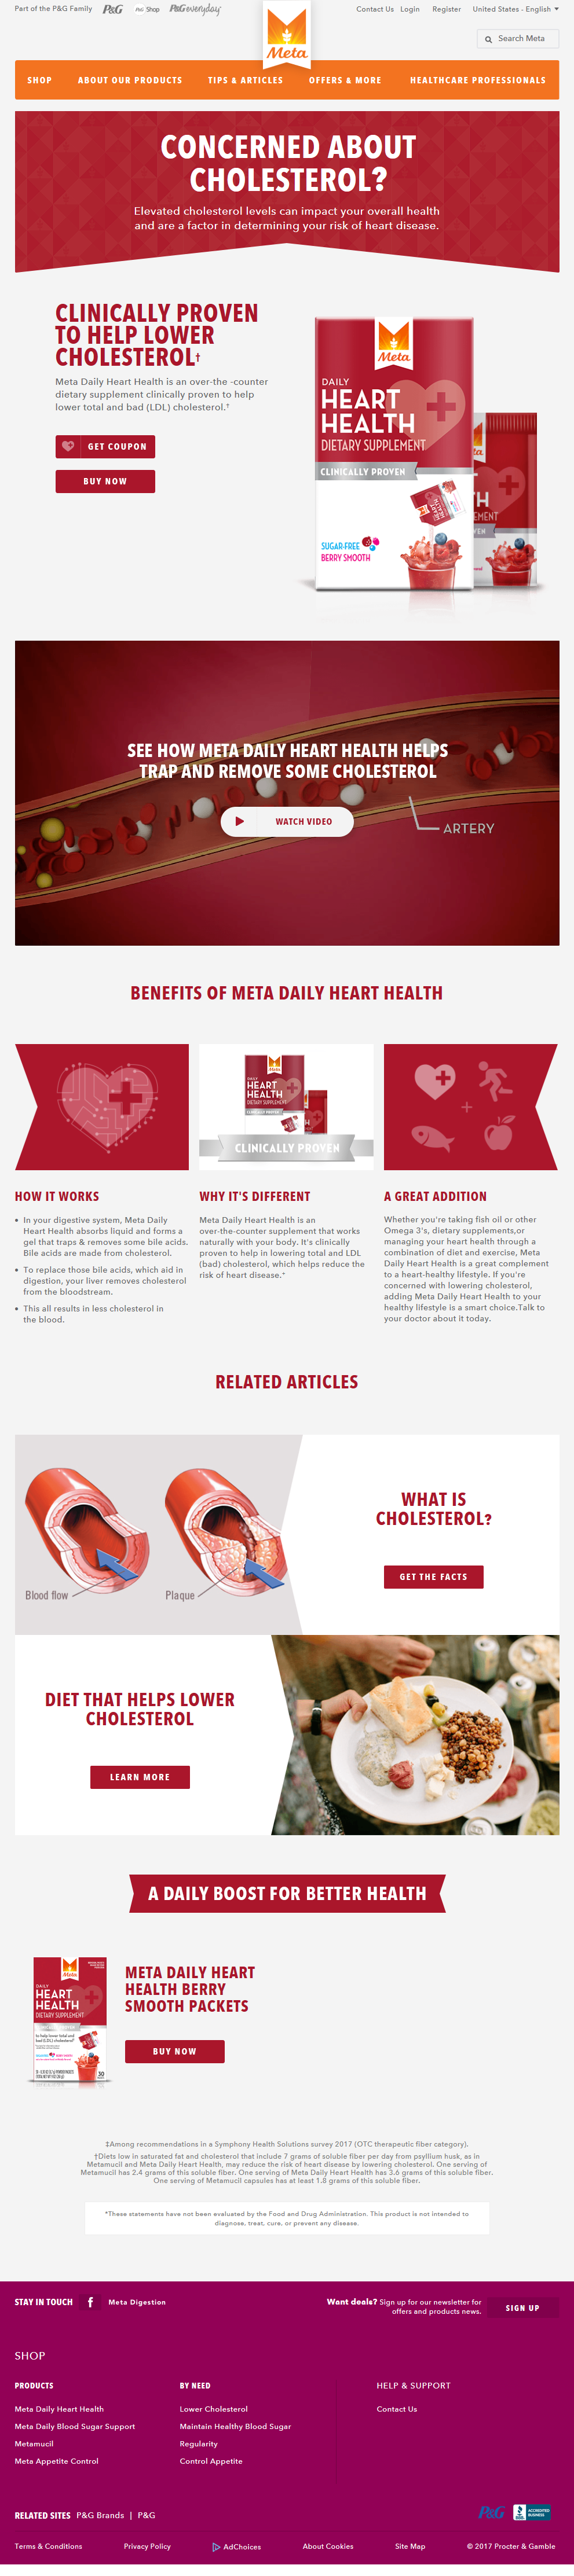 Part of the P&G Family P&G P&G Shop P&G everyday
Contact Us Login Register United States - English
Meta
Search Meta
SHOP ABOUT OUR PRODUCTS TIPS & ARTICLES OFFERS & MORE HEALTHCARE PROFESSIONALS
CONCERNED ABOUT
CHOLESTEROL?
Elevated cholesterol levels can impact your overall health
and are a factor in determining your risk of heart disease.
CLINICALLY PROVEN
TO HELP LOWER
CHOLESTEROL†
Meta Daily Heart Health is an over-the -counter
dietary supplement clinically proven to help
lower total and bad (LDL) cholesterol.†
GET COUPON
BUY NOW
Meta
DAILY
HEART
HEALTH
DIETARY SUPPLEMENT
CLINICALLY PROVEN
SUGAR-FREE
BERRY SMOOTH
SEE HOW META DAILY HEART HEALTH HELPS
TRAP AND REMOVE SOME CHOLESTEROL
WATCH VIDEO
ARTERY
BENEFITS OF META DAILY HEART HEALTH
Meta
DAILY
HEART
HEALTH
DIETARY SUPPLEMENT
CLINICALLY PROVEN
CLINICALLY PROVEN
HOW IT WORKS
• In your digestive system, Meta Daily
Heart Health absorbs liquid and forms a
gel that traps & removes some bile acids.
Bile acids are made from cholesterol.
• To replace those bile acids, which aid in
digestion, your liver removes cholesterol
from the bloodstream.
• This all results in less cholesterol in
the blood.
WHY IT'S DIFFERENT
Meta Daily Heart Health is an
over-the-counter supplement that works
naturally with your body. It's clinically
proven to help in lowering total and LDL
(bad) cholesterol, which helps reduce the
risk of heart disease.*
A GREAT ADDITION
Whether you're taking fish oil or other
Omega 3's, dietary supplements,or
managing your heart health through a
combination of diet and exercise, Meta
Daily Heart Health is a great complement
to a heart-healthy lifestyle. If you're
concerned with lowering cholesterol,
adding Meta Daily Heart Health to your
healthy lifestyle is a smart choice.Talk to
your doctor about it today.
RELATED ARTICLES
Blood flow
Plaque
WHAT IS
CHOLESTEROL?
GET THE FACTS
DIET THAT HELPS LOWER
CHOLESTEROL
LEARN MORE
A DAILY BOOST FOR BETTER HEALTH
Meta
DAILY
HEART
HEALTH
DIETARY SUPPLEMENT
to help lower total and
bad (LDL) cholesterol
30
META DAILY HEART
HEALTH BERRY
SMOOTH PACKETS
BUY NOW
‡Among recommendations in a Symphony Health Solutions survey 2017 (OTC therapeutic fiber category).
†Diets low in saturated fat and cholesterol that include 7 grams of soluble fiber per day from psyllium husk, as in
Metamucil and Meta Daily Heart Health, may reduce the risk of heart disease by lowering cholesterol. One serving of
Metamucil has 2.4 grams of this soluble fiber. One serving of Meta Daily Heart Health has 3.6 grams of this soluble fiber.
One serving of Metamucil capsules has at least 1.8 grams of this soluble fiber.
*These statements have not been evaluated by the Food and Drug Administration. This product is not intended to
diagnose, treat, cure, or prevent any disease.
STAY IN TOUCH f Meta Digestion
Want deals? Sign up for our newsletter for
offers and products news.
SIGN UP
SHOP
PRODUCTS
Meta Daily Heart Health
Meta Daily Blood Sugar Support
Metamucil
Meta Appetite Control
BY NEED
Lower Cholesterol
Maintain Healthy Blood Sugar
Regularity
Control Appetite
HELP & SUPPORT
Contact Us
RELATED SITES P&G Brands | P&G
P&G
BBB ACCREDITED
BUSINESS
Terms & Conditions Privacy Policy AdChoices About Cookies Site Map © 2017 Procter & Gamble